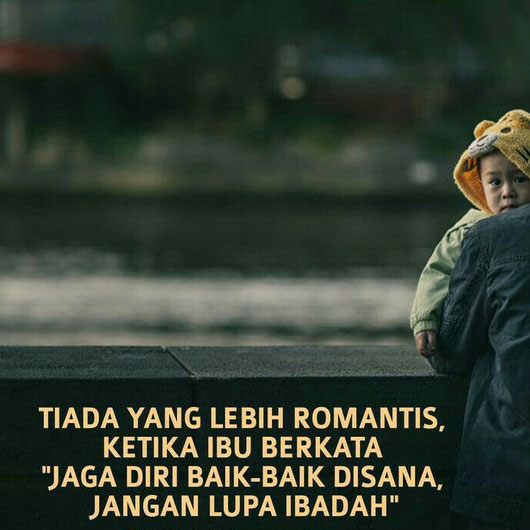 TIADA YANG LEBIH ROMANTIS,
KETIKA IBU BERKATA
"JAGA DIRI BAIK-BAIK DISANA,
JANGAN LUPA IBADAH"